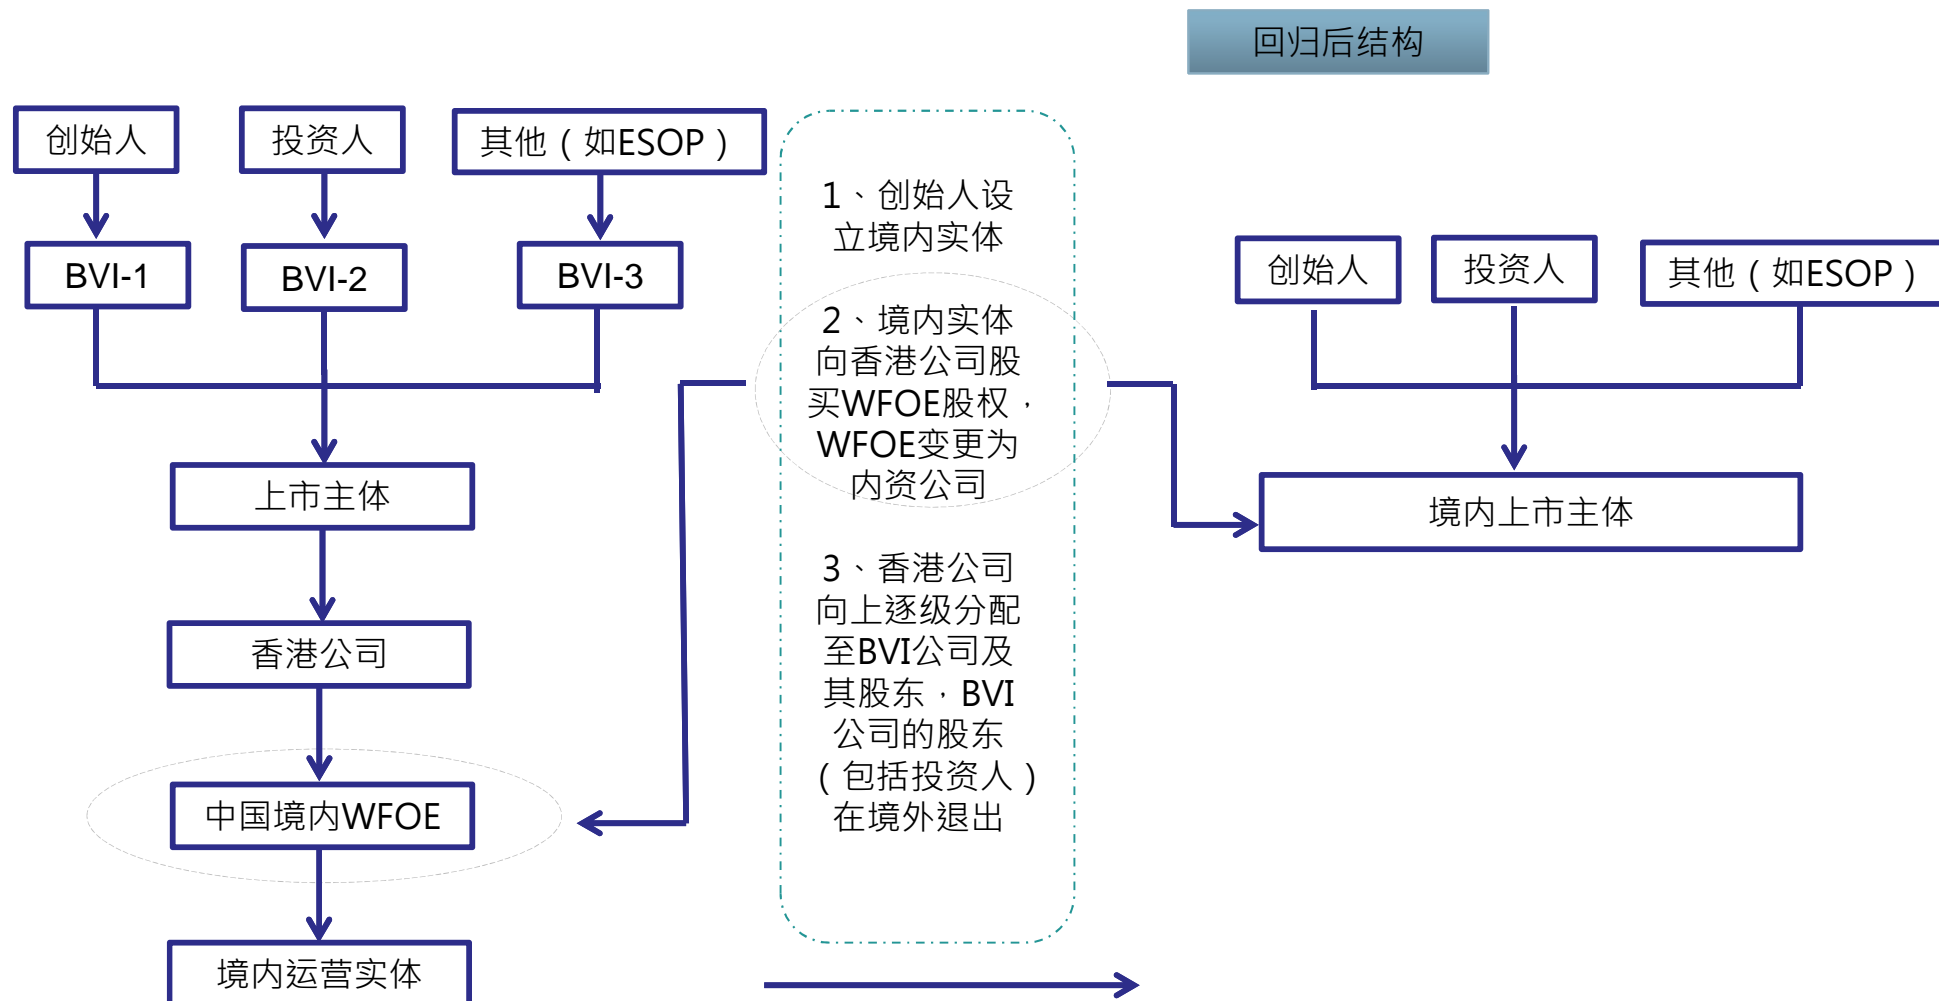 回归后结构
创始人
投资人
其他（如ESOP）
BVI-1
BVI-2
BVI-3
上市主体
香港公司
中国境内WFOE
境内运营实体
1、创始人设
立境内实体
2、境内实体
向香港公司股
买WFOE股权，
WFOE变更为
内资公司
3、香港公司
向上逐级分配
至BVI公司及
其股东，BVI
公司的股东
（包括投资人）
在境外退出
创始人
投资人
其他（如ESOP）
境内上市主体